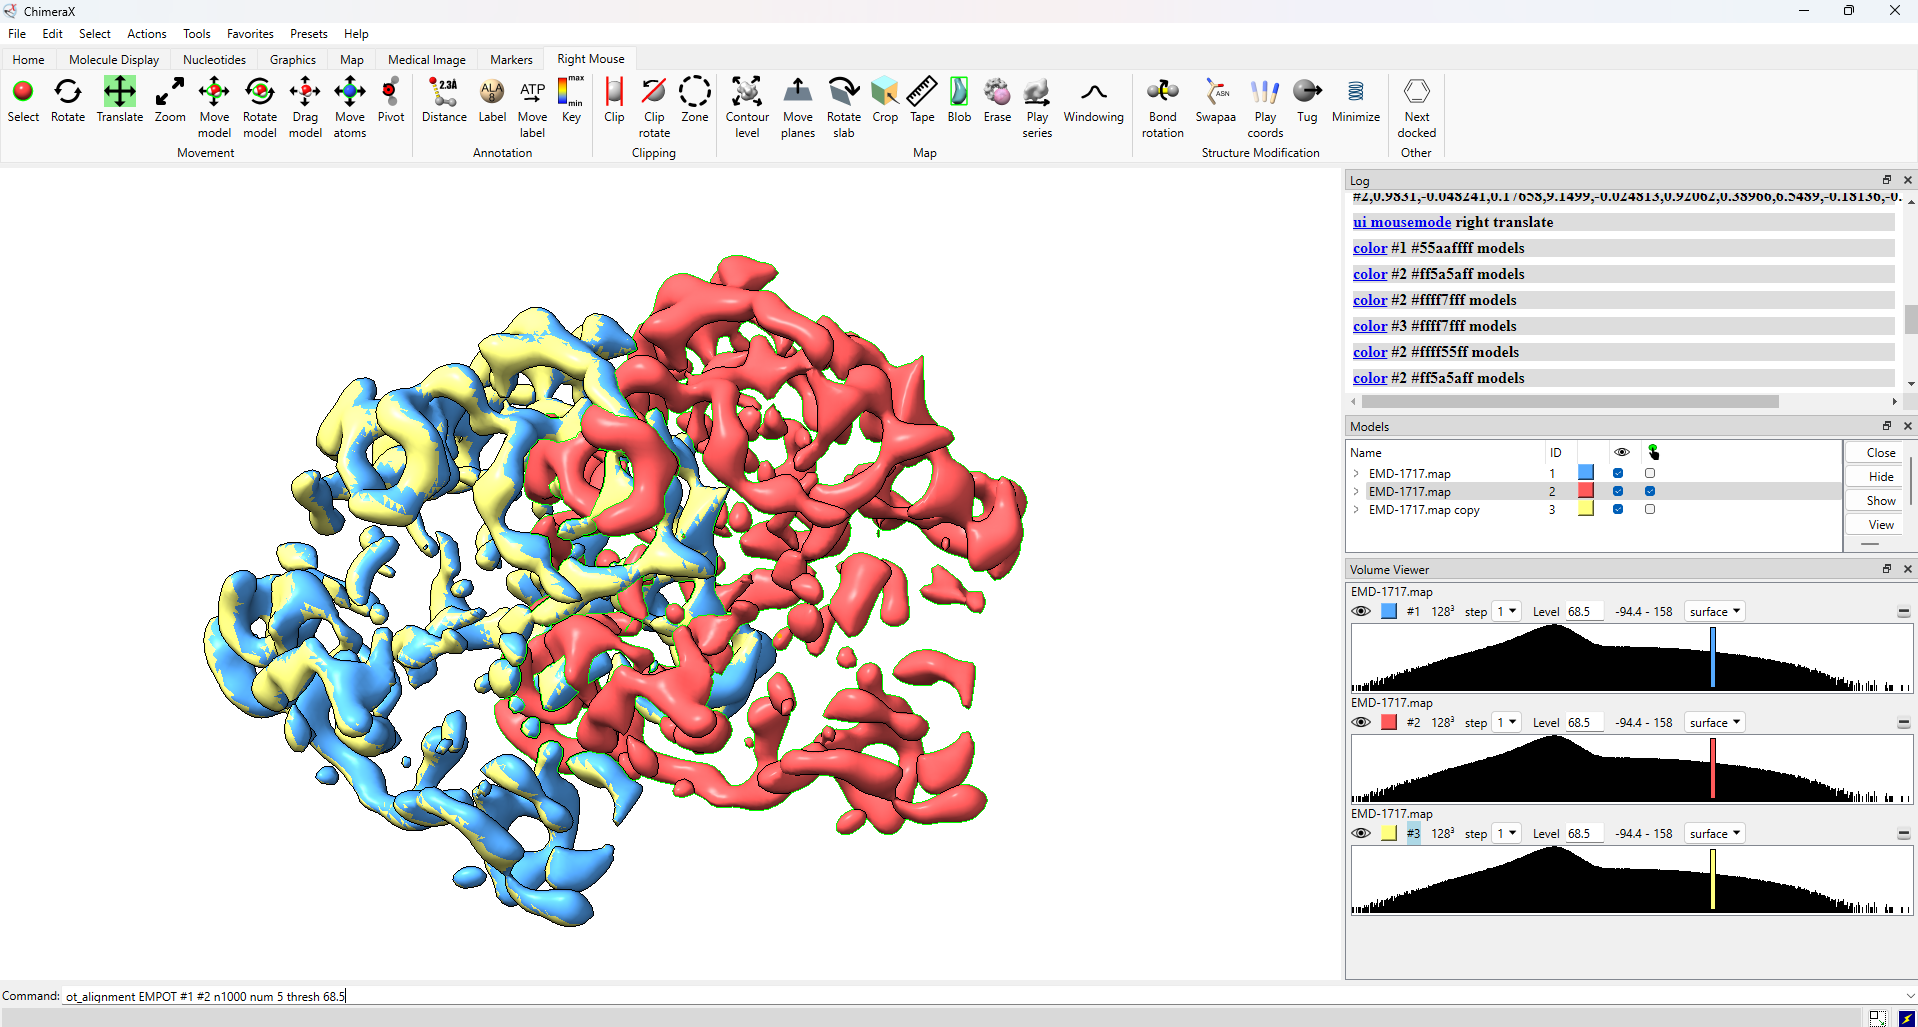 ChimeraX
File Edit Select Actions Tools Favorites Presets Help
Home Molecule Display Nucleotides Graphics Map Medical Image Markers Right Mouse
Select Rotate Translate Zoom Move model Rotate model Drag model Move atoms Pivot
Movement
2.3Å ALA 8 ATP max min
Distance Label Move label Key
Annotation
Clip Clip rotate Zone
Clipping
Contour level Move planes Rotate slab Crop Tape Blob Erase Play series Windowing
Map
ASN
Bond rotation Swapaa Play coords Tug Minimize
Structure Modification
Next docked
Other
Log
#2,0.9831,-0.048241,0.17658,9.1499,-0.024813,0.92062,0.38966,6.5489,-0.18136,-0.
ui mousemode right translate
color #1 #55aaffff models
color #2 #ff5a5aff models
color #2 #ffff7fff models
color #3 #ffff7fff models
color #2 #ffff55ff models
color #2 #ff5a5aff models
Models
Name ID
EMD-1717.map 1
EMD-1717.map 2
EMD-1717.map copy 3
Close
Hide
Show
View
Volume Viewer
EMD-1717.map
#1 128³ step 1 Level 68.5 -94.4 - 158 surface
EMD-1717.map
#2 128³ step 1 Level 68.5 -94.4 - 158 surface
EMD-1717.map
#3 128³ step 1 Level 68.5 -94.4 - 158 surface
Command: ot_alignment EMPOT #1 #2 n1000 num 5 thresh 68.5